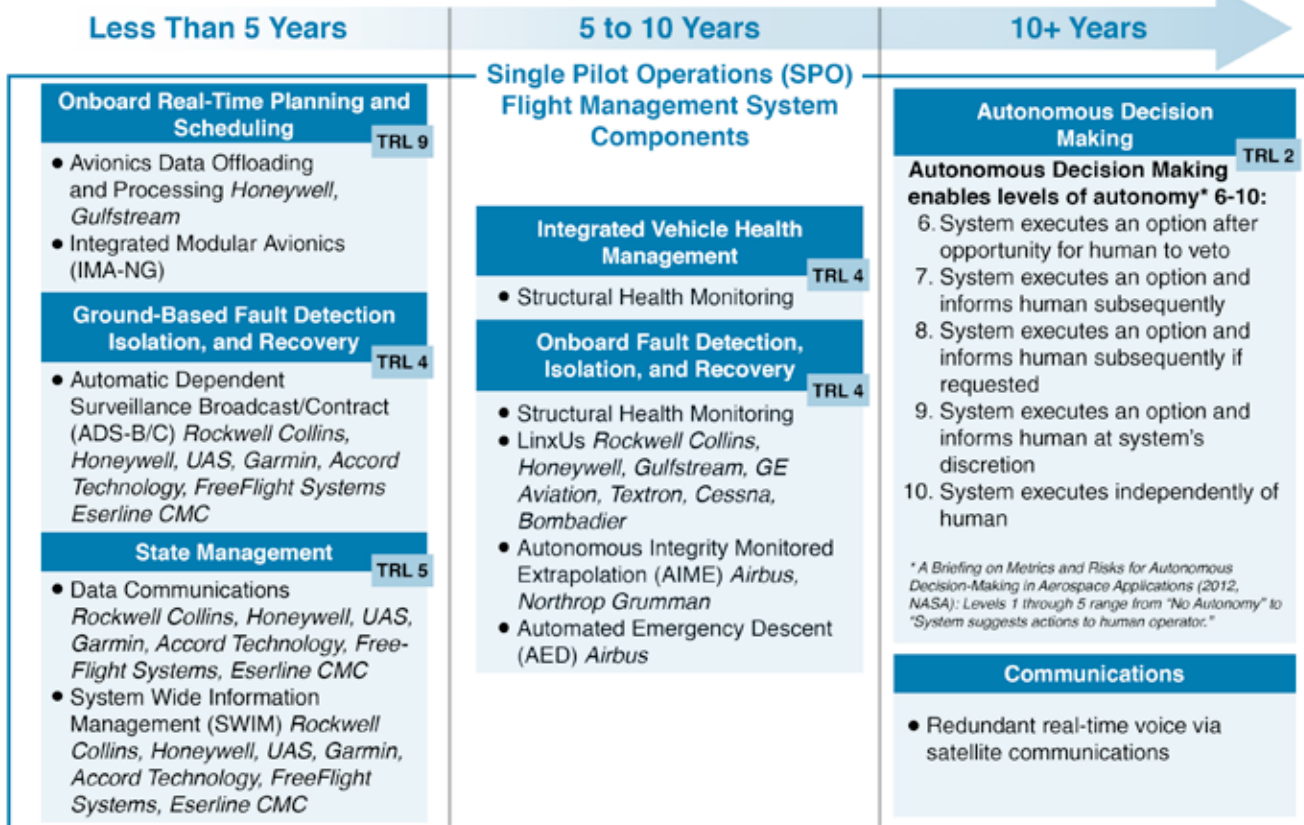 Less Than 5 Years
5 to 10 Years
10+ Years
Single Pilot Operations (SPO)
Flight Management System
Components
Onboard Real-Time Planning and
Scheduling
TRL 9
• Avionics Data Offloading
and Processing Honeywell,
Gulfstream
• Integrated Modular Avionics
(IMA-NG)
Ground-Based Fault Detection
Isolation, and Recovery
TRL 4
• Automatic Dependent
Surveillance Broadcast/Contract
(ADS-B/C) Rockwell Collins,
Honeywell, UAS, Garmin, Accord
Technology, FreeFlight Systems
Eserline CMC
State Management
TRL 5
• Data Communications
Rockwell Collins, Honeywell, UAS,
Garmin, Accord Technology, Free-
Flight Systems, Eserline CMC
• System Wide Information
Management (SWIM) Rockwell
Collins, Honeywell, UAS, Garmin,
Accord Technology, FreeFlight
Systems, Eserline CMC
Integrated Vehicle Health
Management
TRL 4
• Structural Health Monitoring
Onboard Fault Detection,
Isolation, and Recovery
TRL 4
• Structural Health Monitoring
• LinxUs Rockwell Collins,
Honeywell, Gulfstream, GE
Aviation, Textron, Cessna,
Bombadier
• Autonomous Integrity Monitored
Extrapolation (AIME) Airbus,
Northrop Grumman
• Automated Emergency Descent
(AED) Airbus
Autonomous Decision
Making
TRL 2
Autonomous Decision Making
enables levels of autonomy* 6-10:
6. System executes an option after
opportunity for human to veto
7. System executes an option and
informs human subsequently
8. System executes an option and
informs human subsequently if
requested
9. System executes an option and
informs human at system's
discretion
10. System executes independently of
human
* A Briefing on Metrics and Risks for Autonomous
Decision-Making in Aerospace Applications (2012,
NASA): Levels 1 through 5 range from "No Autonomy" to
"System suggests actions to human operator."
Communications
• Redundant real-time voice via
satellite communications